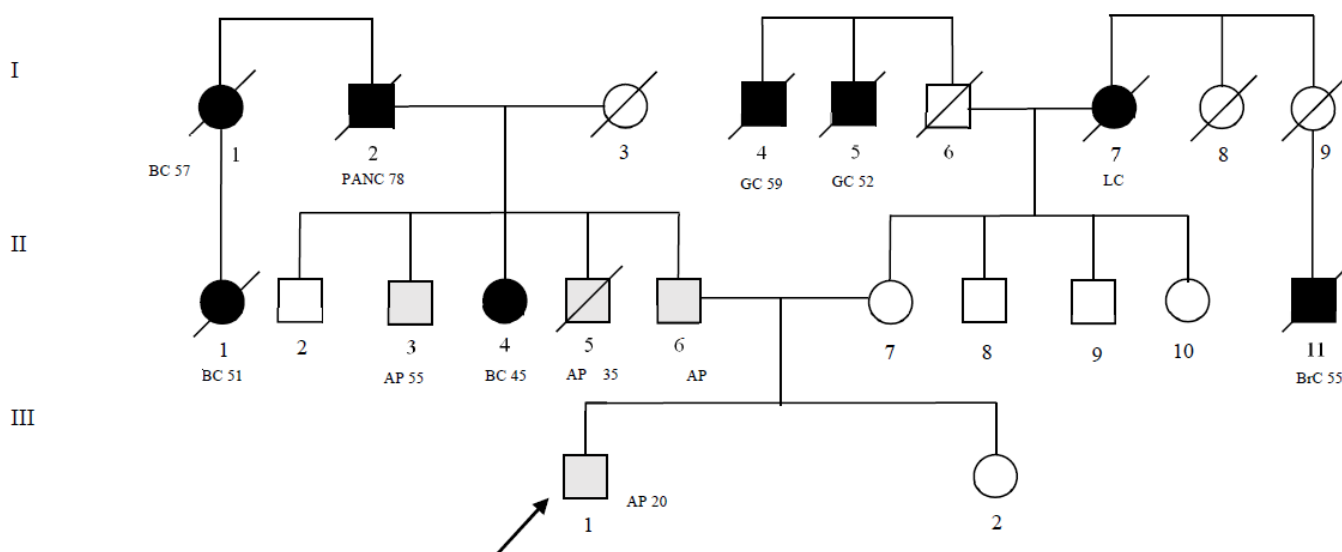 I
1 2 3 4 5 6 7 8 9
BC 57 PANC 78 GC 59 GC 52 LC
II
1 2 3 4 5 6 7 8 9 10 11
BC 51 AP 55 BC 45 AP 35 AP BrC 55
III
AP 20
1 2